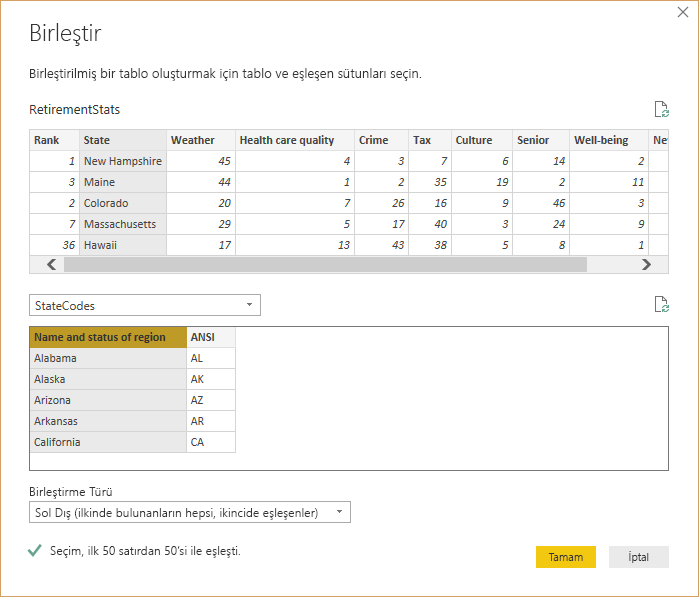 Birleştir
Birleştirilmiş bir tablo oluşturmak için tablo ve eşleşen sütunları seçin.
RetirementStats
Rank State Weather Health care quality Crime Tax Culture Senior Well-being Ne
1 New Hampshire 45 4 3 7 6 14 2
3 Maine 44 1 2 35 19 2 11
2 Colorado 20 7 26 16 9 46 3
7 Massachusetts 29 5 17 40 3 24 9
36 Hawaii 17 13 43 38 5 8 1
StateCodes
Name and status of region ANSI
Alabama AL
Alaska AK
Arizona AZ
Arkansas AR
California CA
Birleştirme Türü
Sol Dış (ilkinde bulunanların hepsi, ikincide eşleşenler)
Seçim, ilk 50 satırdan 50'si ile eşleşti.
Tamam İptal